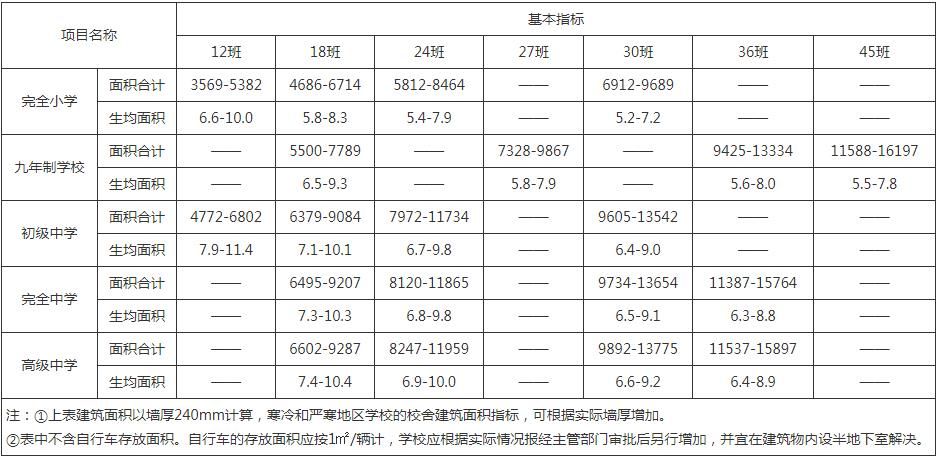 项目名称 基本指标
12班 18班 24班 27班 30班 36班 45班
完全小学 面积合计 3569-5382 4686-6714 5812-8464 —— 6912-9689 —— ——
生均面积 6.6-10.0 5.8-8.3 5.4-7.9 —— 5.2-7.2 —— ——
九年制学校 面积合计 —— 5500-7789 —— 7328-9867 —— 9425-13334 11588-16197
生均面积 —— 6.5-9.3 —— 5.8-7.9 —— 5.6-8.0 5.5-7.8
初级中学 面积合计 4772-6802 6379-9084 7972-11734 —— 9605-13542 —— ——
生均面积 7.9-11.4 7.1-10.1 6.7-9.8 —— 6.4-9.0 —— ——
完全中学 面积合计 —— 6495-9207 8120-11865 —— 9734-13654 11387-15764 ——
生均面积 —— 7.3-10.3 6.8-9.8 —— 6.5-9.1 6.3-8.8 ——
高级中学 面积合计 —— 6602-9287 8247-11959 —— 9892-13775 11537-15897 ——
生均面积 —— 7.4-10.4 6.9-10.0 —— 6.6-9.2 6.4-8.9 ——
注：①上表建筑面积以墙厚240mm计算，寒冷和严寒地区学校的校舍建筑面积指标，可根据实际墙厚增加。
②表中不含自行车存放面积。自行车的存放面积应按1㎡/辆计，学校应根据实际情况报经主管部门审批后另行增加，并宜在建筑物内设半地下室解决。